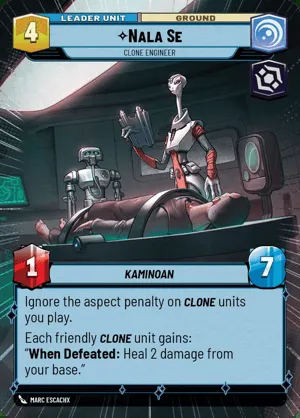 LEADER UNIT
GROUND
4
✧NALA SE
CLONE ENGINEER
1
KAMINOAN
7
Ignore the aspect penalty on CLONE units
you play.
Each friendly CLONE unit gains:
"When Defeated: Heal 2 damage from
your base."
MARC ESCACHX